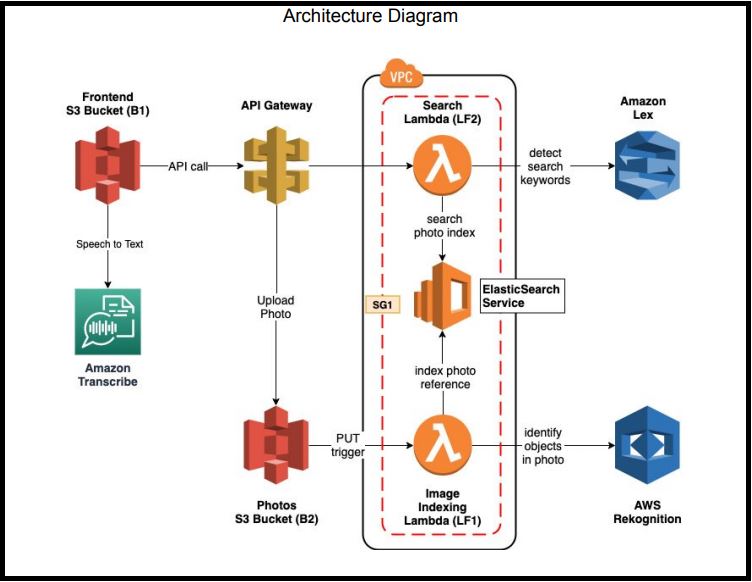 Architecture Diagram
VPC
Frontend
S3 Bucket (B1)
API Gateway
Search
Lambda (LF2)
Amazon
Lex
API call
detect
search
keywords
Speech to Text
search
photo index
Upload
Photo
SG1
ElasticSearch
Service
Amazon
Transcribe
index photo
reference
PUT
trigger
identify
objects
in photo
Photos
S3 Bucket (B2)
Image
Indexing
Lambda (LF1)
AWS
Rekognition